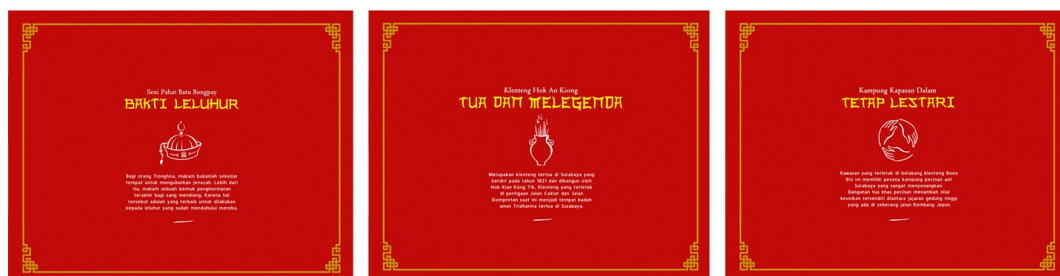 Seni Pahat Batu Bongpay
BAKTI LELUHUR
Bagi orang Tionghoa, makam bukanlah sekedar
tempat untuk menguburkan jenazah. Lebih dari
itu, makam sebuah bentuk penghormatan
terakhir bagi sang mendiang. Karena hal
tersebut adalah yang terbaik untuk dilakukan
kepada leluhur yang sudah mendahului mereka.
Klenteng Hok An Kiong
TUA DAN MELEGENDA
Merupakan klenteng tertua di Surabaya yang
berdiri pada tahun 1821 dan dibangun oleh
Hok Kian Kong Tik. Klenteng yang terletak
di pertigaan Jalan Coklat dan Jalan
Slompretan saat ini menjadi tempat ibadah
umat Tridharma tertua di Surabaya.
Kampung Kapasan Dalam
TETAP LESTARI
Kawasan yang terletak di belakang klenteng Boen
Bio ini memiliki pesona kampung pecinan asli
Surabaya yang sangat menyenangkan.
Bangunan tua khas pecinan menambah nilai
keunikan tersendiri diantara jajaran gedung tinggi
yang ada di seberang jalan Kembang Jepun